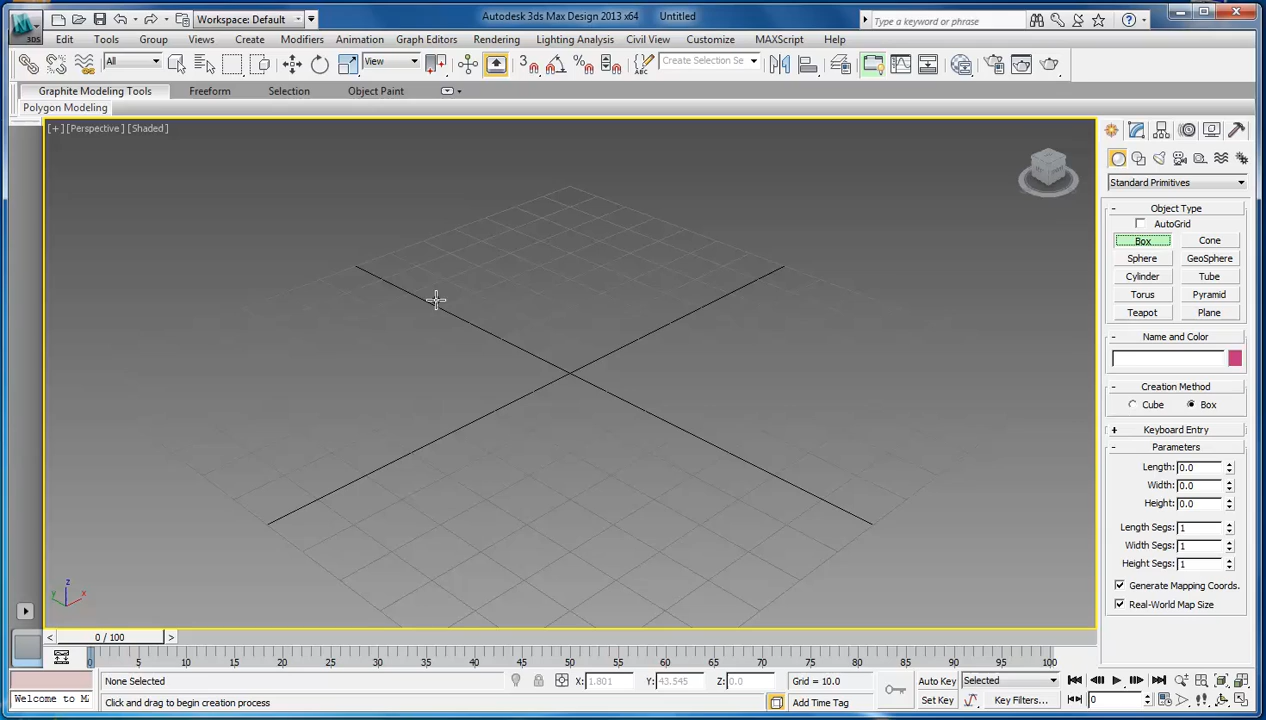 Workspace: Default
Autodesk 3ds Max Design 2013 x64 Untitled
Type a keyword or phrase
3DS
Edit Tools Group Views Create Modifiers Animation Graph Editors Rendering Lighting Analysis Civil View Customize MAXScript Help
All
View
3
%
ABC
Create Selection Se
Graphite Modeling Tools Freeform Selection Object Paint
Polygon Modeling
[+] [Perspective] [Shaded]
Standard Primitives
- Object Type
AutoGrid
Box Cone
Sphere GeoSphere
Cylinder Tube
Torus Pyramid
Teapot Plane
- Name and Color
- Creation Method
Cube Box
+ Keyboard Entry
- Parameters
Length: 0.0
Width: 0.0
Height: 0.0
Length Segs: 1
Width Segs: 1
Height Segs: 1
Generate Mapping Coords.
Real-World Map Size
z
y x
< 0 / 100 >
0 5 10 15 20 25 30 35 40 45 50 55 60 65 70 75 80 85 90 95 100
None Selected X: 1.801 Y: 43.545 Z: 0.0 Grid = 10.0 Auto Key Selected
Welcome to M Click and drag to begin creation process Add Time Tag Set Key Key Filters... 0